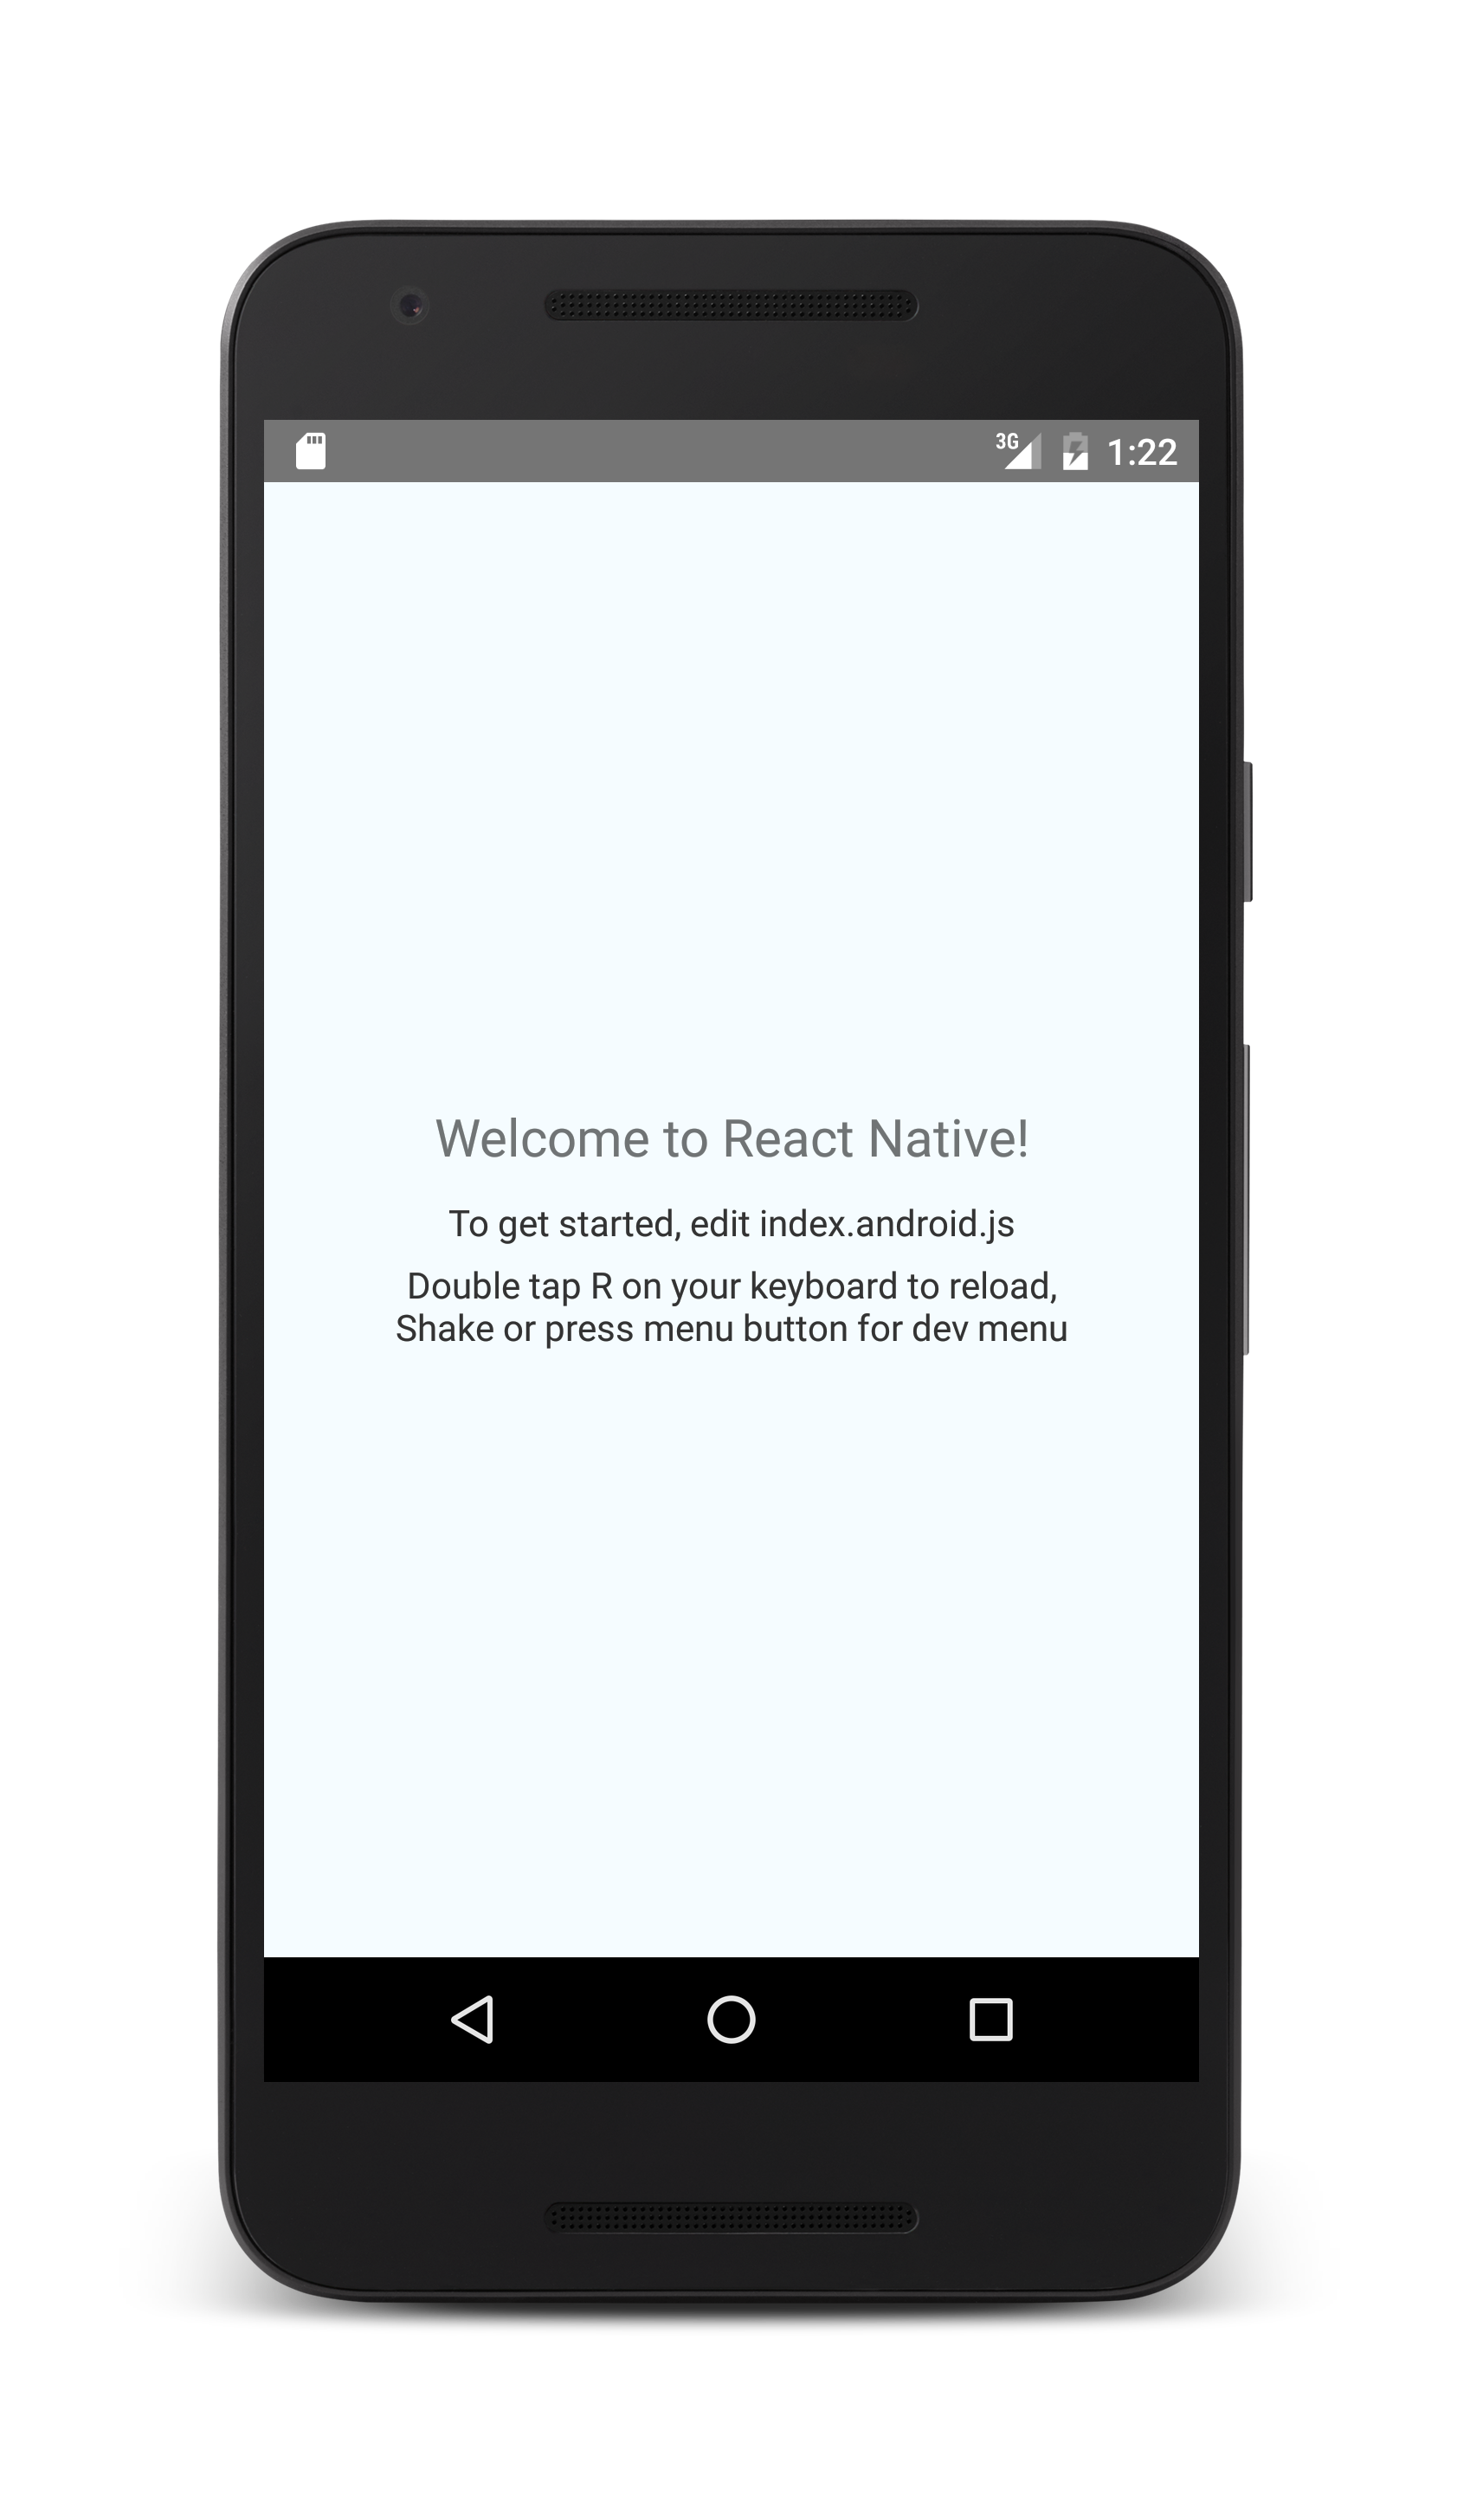 3G 1:22
Welcome to React Native!
To get started, edit index.android.js
Double tap R on your keyboard to reload,
Shake or press menu button for dev menu